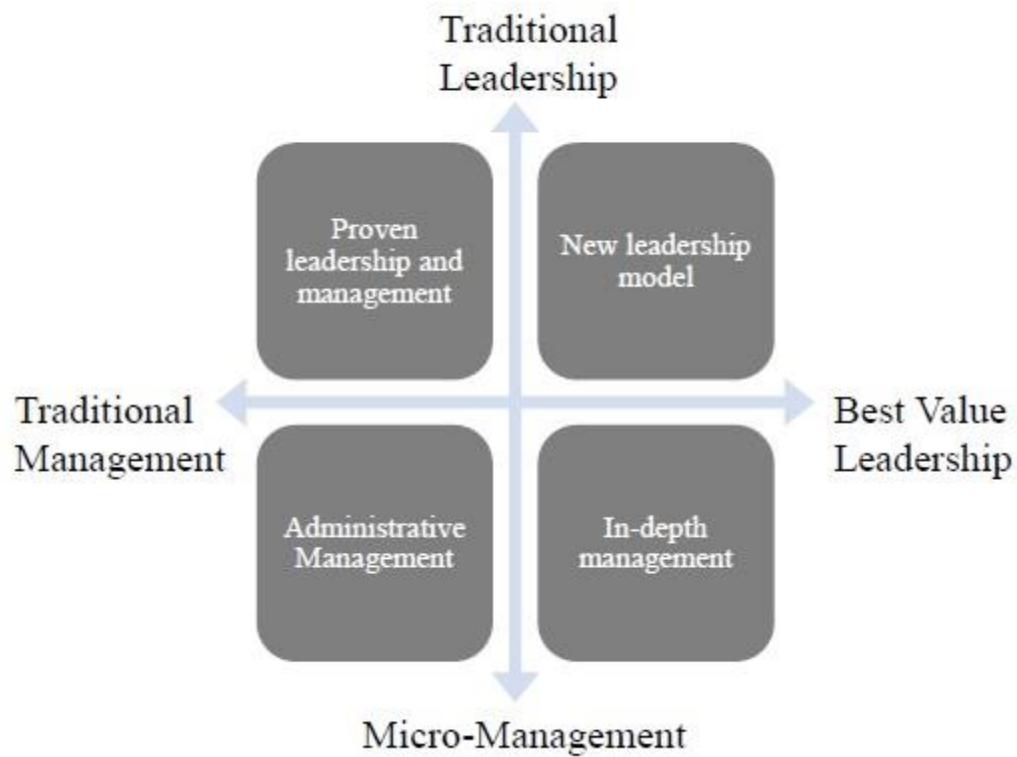 Traditional
Leadership
Proven
leadership and
management
New leadership
model
Traditional
Management
Best Value
Leadership
Administrative
Management
In-depth
management
Micro-Management